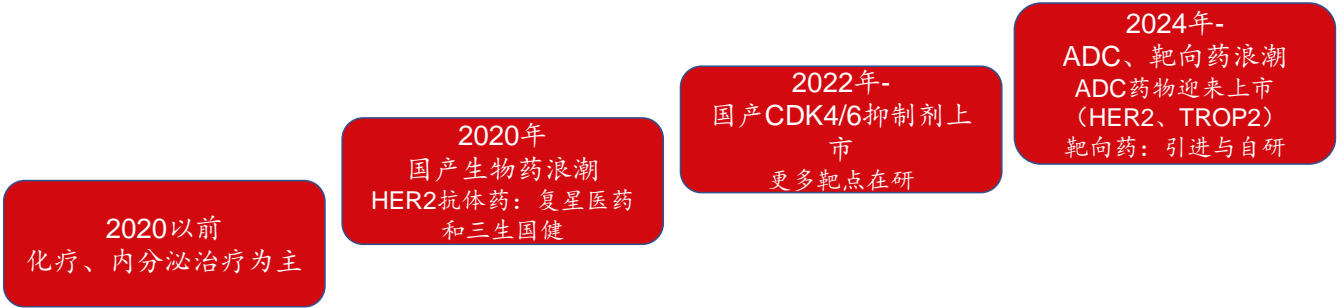 2020以前
化疗、内分泌治疗为主
2020年
国产生物药浪潮
HER2抗体药：复星医药
和三生国健
2022年-
国产CDK4/6抑制剂上
市
更多靶点在研
2024年-
ADC、靶向药浪潮
ADC药物迎来上市
（HER2、TROP2）
靶向药：引进与自研